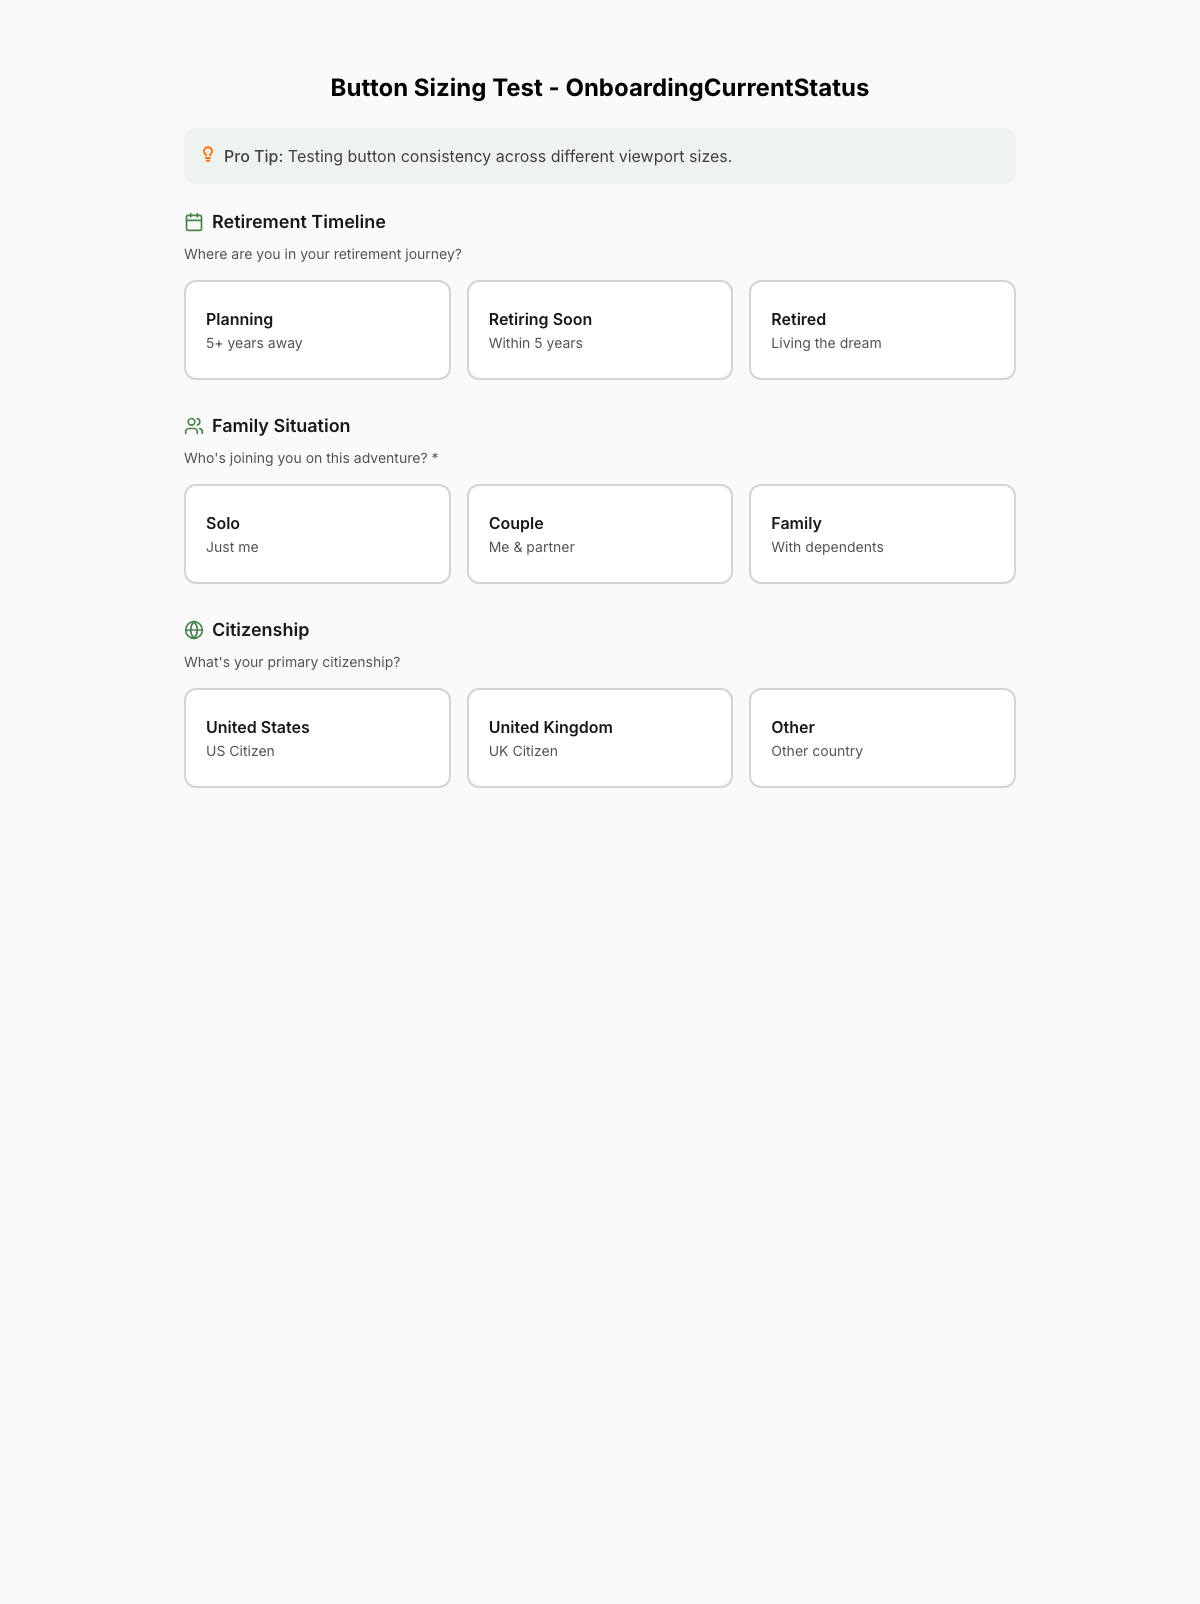 Button Sizing Test - OnboardingCurrentStatus
Pro Tip: Testing button consistency across different viewport sizes.
Retirement Timeline
Where are you in your retirement journey?
Planning
5+ years away
Retiring Soon
Within 5 years
Retired
Living the dream
Family Situation
Who's joining you on this adventure? *
Solo
Just me
Couple
Me & partner
Family
With dependents
Citizenship
What's your primary citizenship?
United States
US Citizen
United Kingdom
UK Citizen
Other
Other country